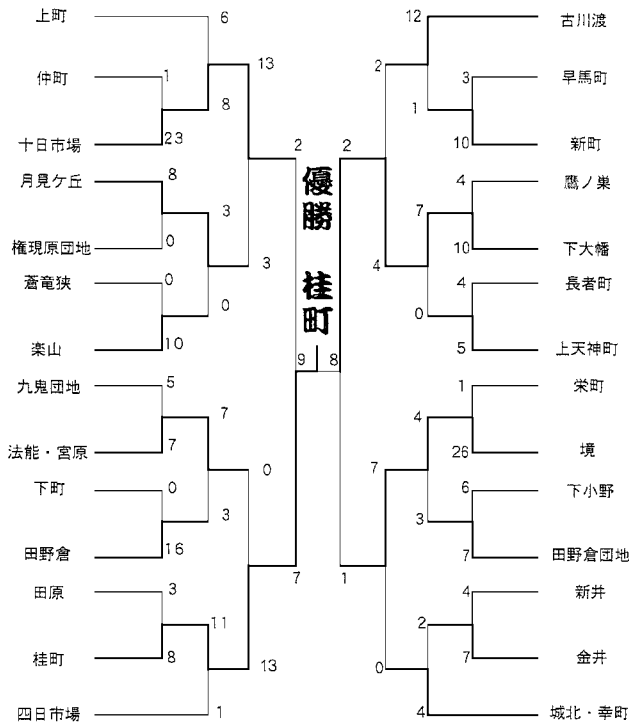 上町
6
13
仲町
1
8
十日市場
23
2
月見ケ丘
8
3
権現原団地
0
3
蒼竜狭
0
0
楽山
10
9
九鬼団地
5
7
法能・宮原
7
0
下町
0
3
田野倉
16
7
田原
3
11
桂町
8
13
四日市場
1
優勝 桂町
12
古川渡
2
3
早馬町
1
10
新町
2
4
鷹ノ巣
7
10
下大幡
4
4
長者町
0
5
上天神町
8
1
栄町
4
26
境
7
6
下小野
3
7
田野倉団地
1
4
新井
2
7
金井
0
4
城北・幸町